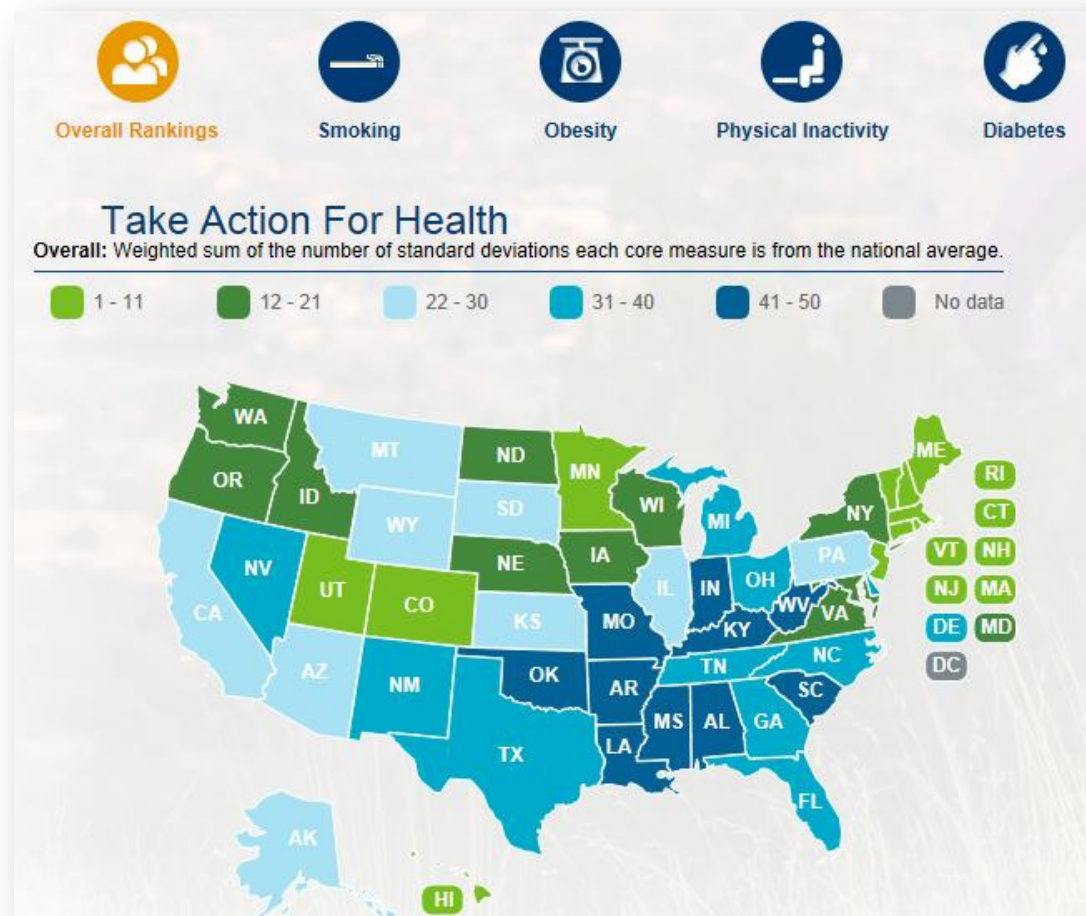 Overall Rankings
Smoking
Obesity
Physical Inactivity
Diabetes
Take Action For Health
Overall: Weighted sum of the number of standard deviations each core measure is from the national average.
1 - 11
12 - 21
22 - 30
31 - 40
41 - 50
No data
WA
MT
ND
MN
ME
OR
ID
SD
WI
MI
NY
RI
WY
CT
NV
NE
IA
PA
VT
NH
UT
CO
IL
IN
OH
NJ
MA
CA
KS
MO
WV
VA
DE
MD
KY
AZ
NM
OK
AR
TN
NC
DC
SC
MS
AL
GA
TX
LA
FL
AK
HI